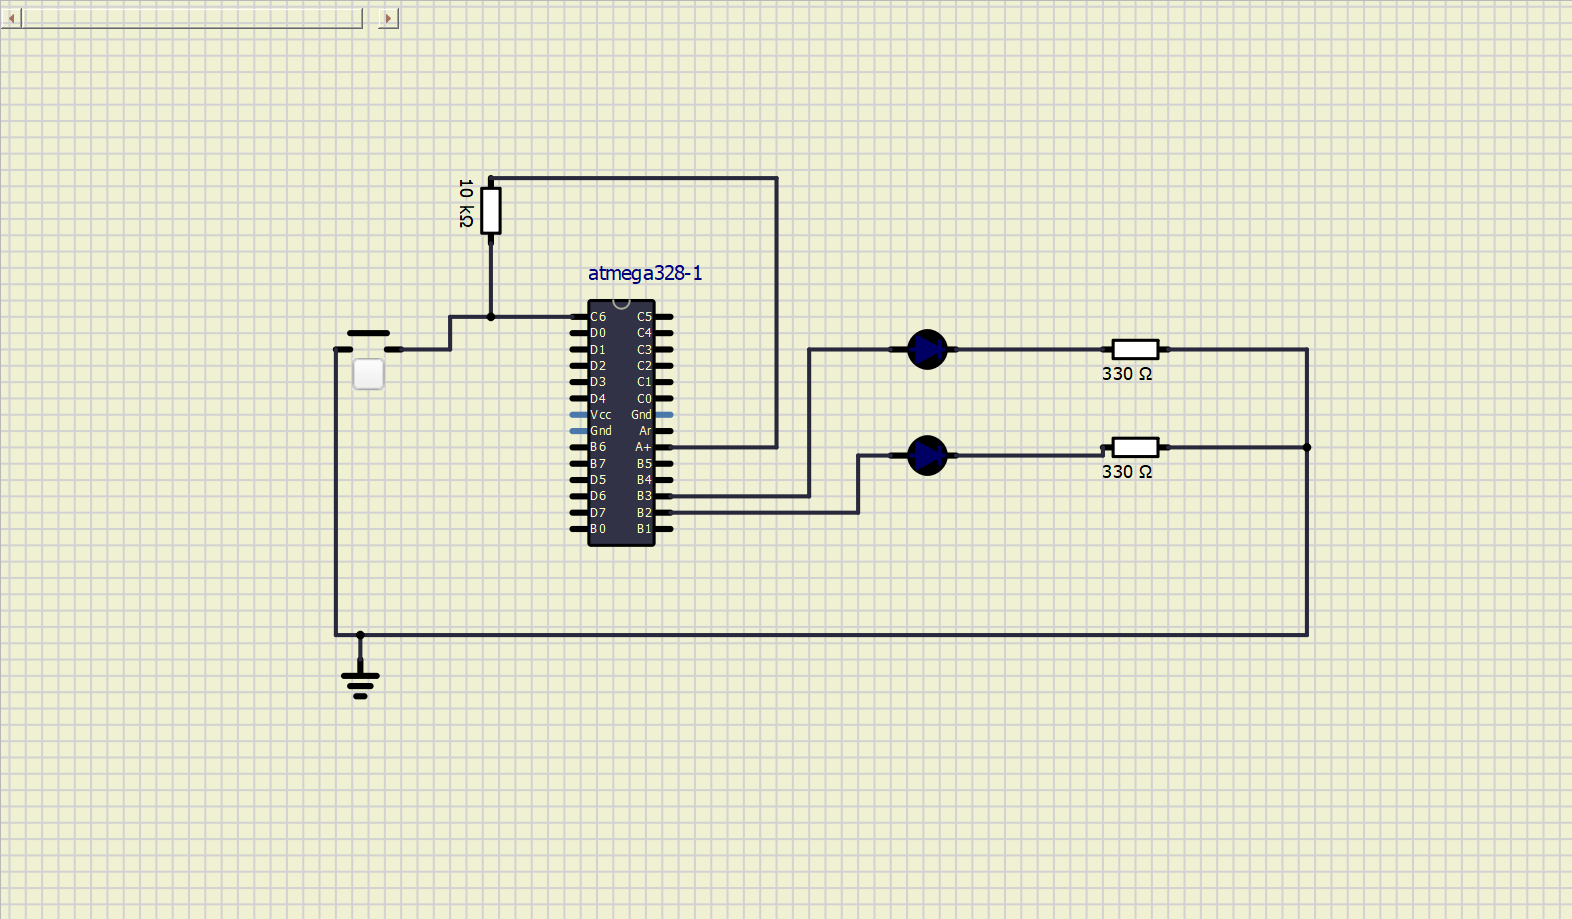 10 kΩ
atmega328-1
C6 C5
D0 C4
D1 C3
D2 C2
D3 C1
D4 C0
Vcc Gnd
Gnd Ar
B6 A+
B7 B5
D5 B4
D6 B3
D7 B2
B0 B1
330 Ω
330 Ω